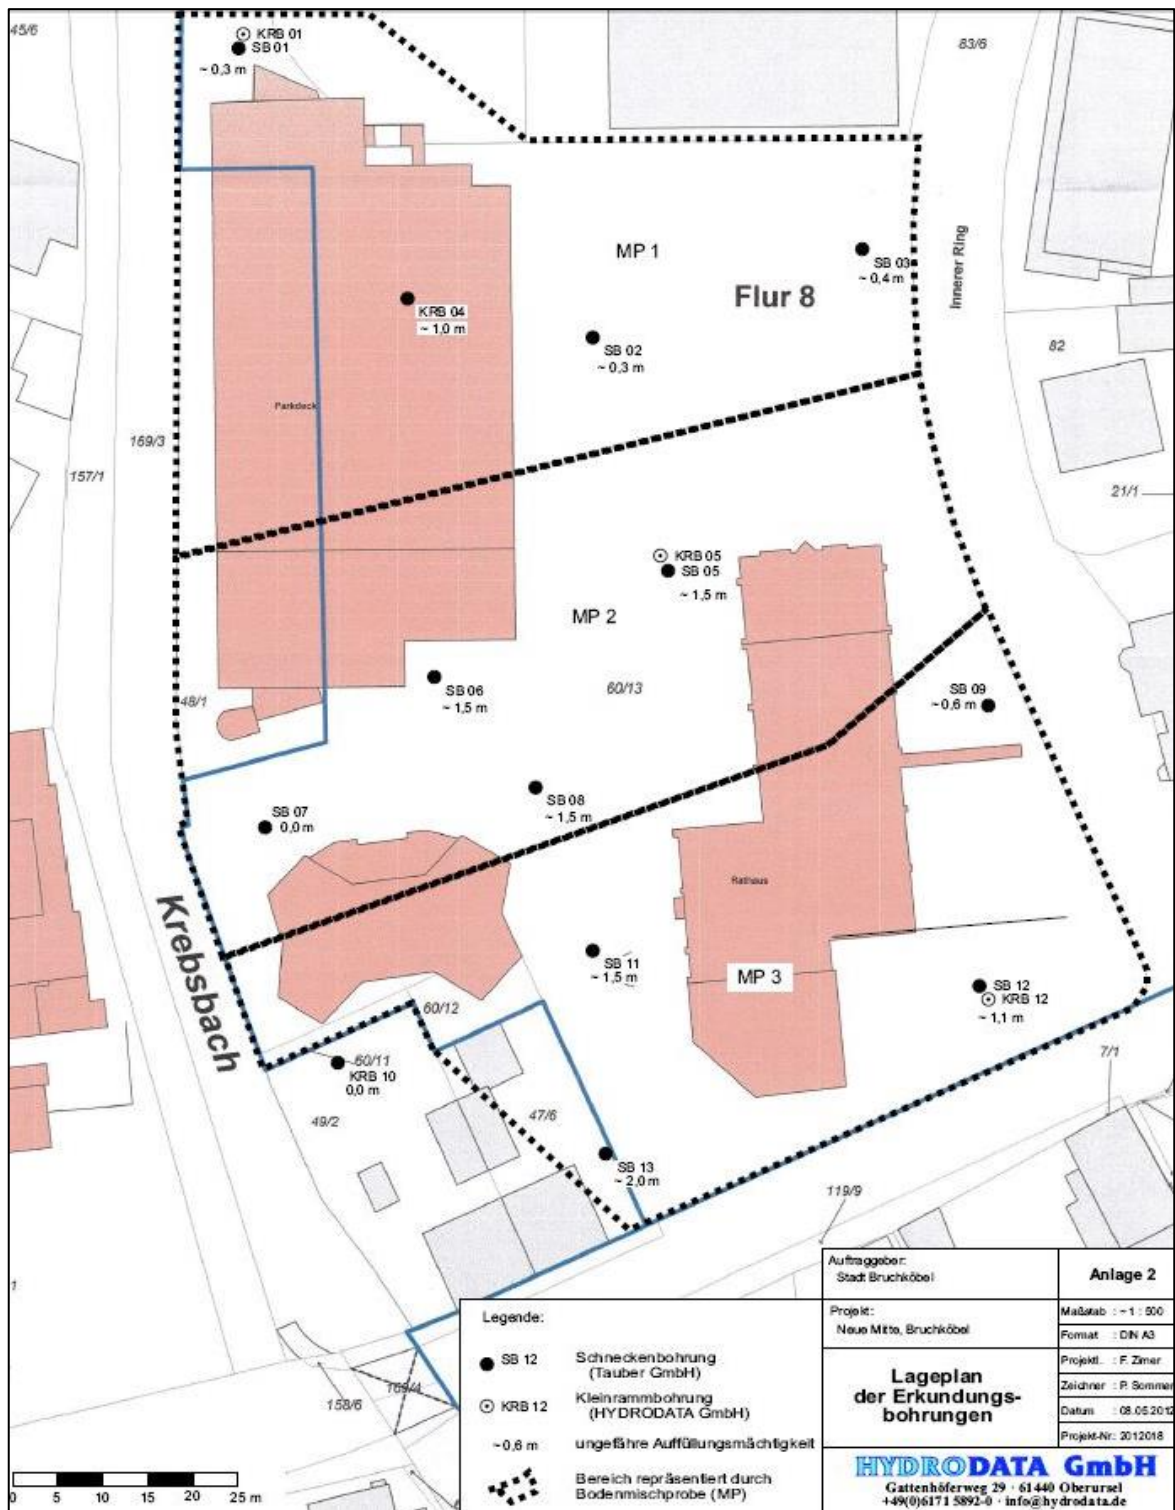 45/6
KRB 01
SB 01
~ 0,3 m
83/6
MP 1
SB 03
~ 0,4 m
Innerer Ring
Flur 8
KRB 04
~ 1,0 m
SB 02
~ 0,3 m
82
Parkdeck
169/3
157/1
21/1
KRB 05
SB 05
~ 1,5 m
MP 2
60/13
48/1
SB 06
~ 1,5 m
SB 09
~ 0,6 m
SB 08
~ 1,5 m
SB 07
0,0 m
Rathaus
Krebsbach
SB 11
~ 1,5 m
MP 3
SB 12
KRB 12
~ 1,1 m
60/12
60/11
KRB 10
0,0 m
7/1
49/2
47/6
SB 13
~ 2,0 m
119/9
158/6
Legende:
SB 12 Schneckenbohrung
(Tauber GmbH)
KRB 12 Kleinrammbohrung
(HYDRODATA GmbH)
~ 0,6 m ungefähre Auffüllungsmächtigkeit
Bereich repräsentiert durch
Bodenmischprobe (MP)
Auftraggeber:
Stadt Bruchköbel
Anlage 2
Projekt:
Neue Mitte, Bruchköbel
Maßstab : ~ 1 : 500
Format : DIN A3
Projektl. : F. Zimer
Zeichner : P. Sommer
Datum : 08.05.2012
Projekt-Nr.: 2012018
Lageplan
der Erkundungs-
bohrungen
HYDRODATA GmbH
Gattenhöferweg 29 · 61440 Oberursel
+49(0)6171 5892-0 · info@hydrodata.de
0 5 10 15 20 25 m